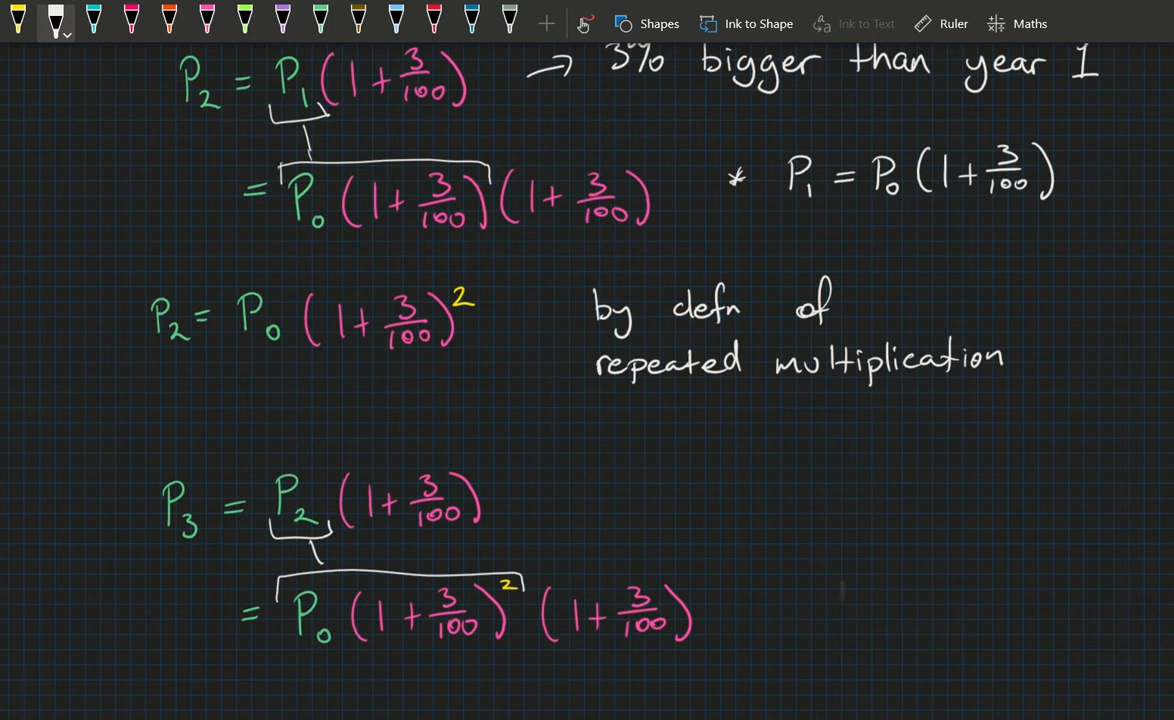 Shapes Ink to Shape Ink to Text Ruler Maths
P₂ = P₁(1 + 3/100) → 3% bigger than year 1
= P₀(1 + 3/100)(1 + 3/100) * P₁ = P₀(1 + 3/100)
P₂ = P₀(1 + 3/100)² by defn of
repeated multiplication
P₃ = P₂(1 + 3/100)
= P₀(1 + 3/100)²(1 + 3/100)